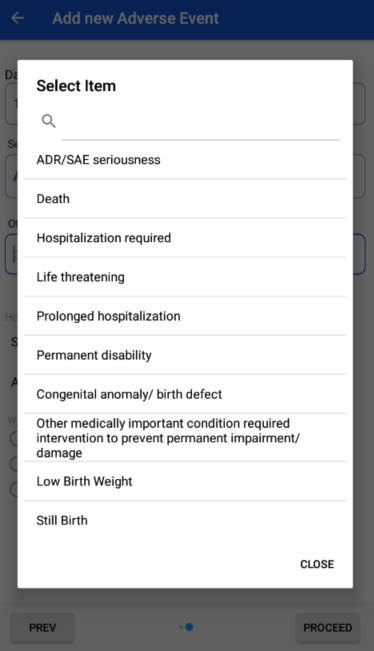 Add new Adverse Event
Da
Select Item
ADR/SAE seriousness
Death
Hospitalization required
Life threatening
Prolonged hospitalization
Permanent disability
Congenital anomaly/ birth defect
Other medically important condition required
intervention to prevent permanent impairment/
damage
Low Birth Weight
Still Birth
CLOSE
PREV
PROCEED